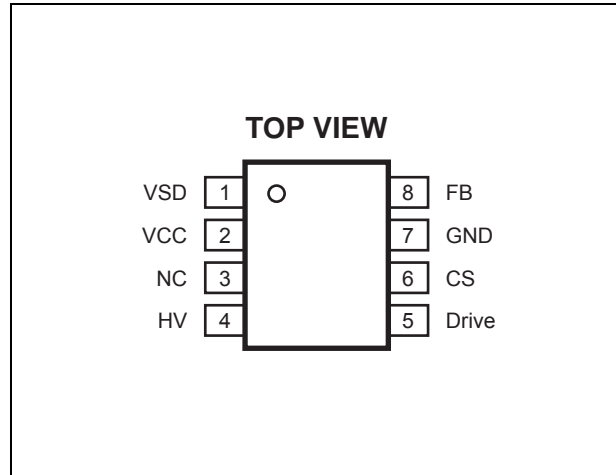 TOP VIEW
VSD 1 8 FB
VCC 2 7 GND
NC 3 6 CS
HV 4 5 Drive